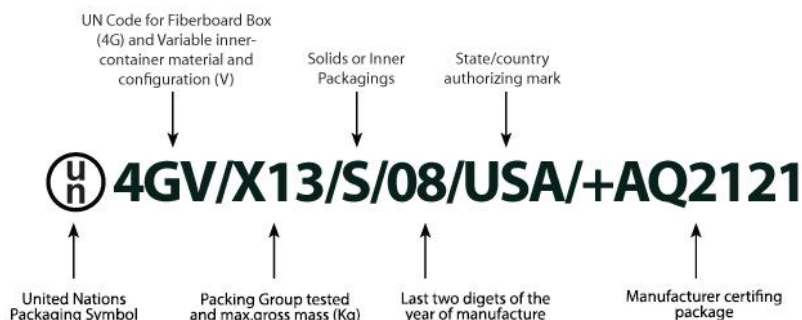 UN Code for Fiberboard Box
(4G) and Variable inner-
container material and
configuration (V)
Solids or Inner
Packagings
State/country
authorizing mark
un 4GV/X13/S/08/USA/+AQ2121
United Nations
Packaging Symbol
Packing Group tested
and max.gross mass (Kg)
Last two digets of the
year of manufacture
Manufacturer certifing
package